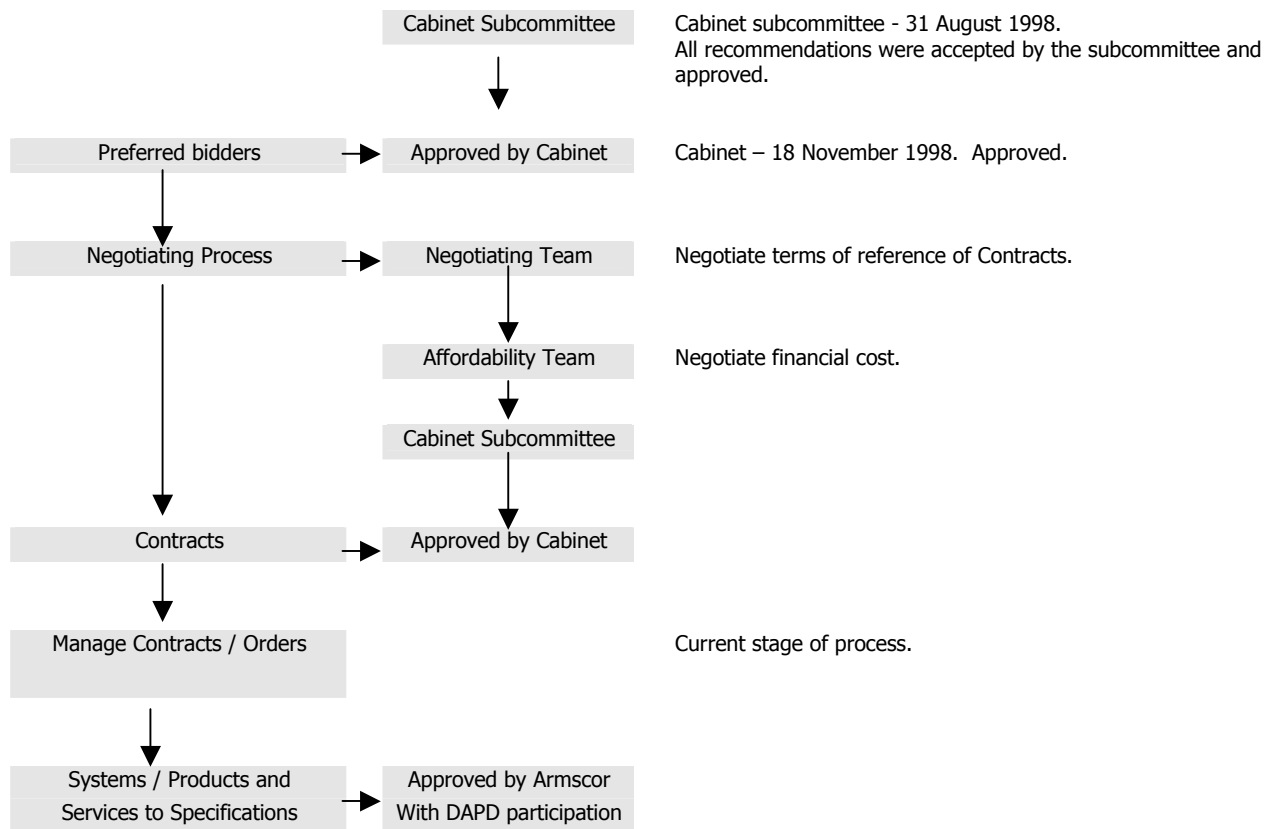 Cabinet Subcommittee
Cabinet subcommittee - 31 August 1998.
All recommendations were accepted by the subcommittee and
approved.
Preferred bidders
Approved by Cabinet
Cabinet – 18 November 1998. Approved.
Negotiating Process
Negotiating Team
Negotiate terms of reference of Contracts.
Affordability Team
Negotiate financial cost.
Cabinet Subcommittee
Contracts
Approved by Cabinet
Manage Contracts / Orders
Current stage of process.
Systems / Products and
Services to Specifications
Approved by Armscor
With DAPD participation